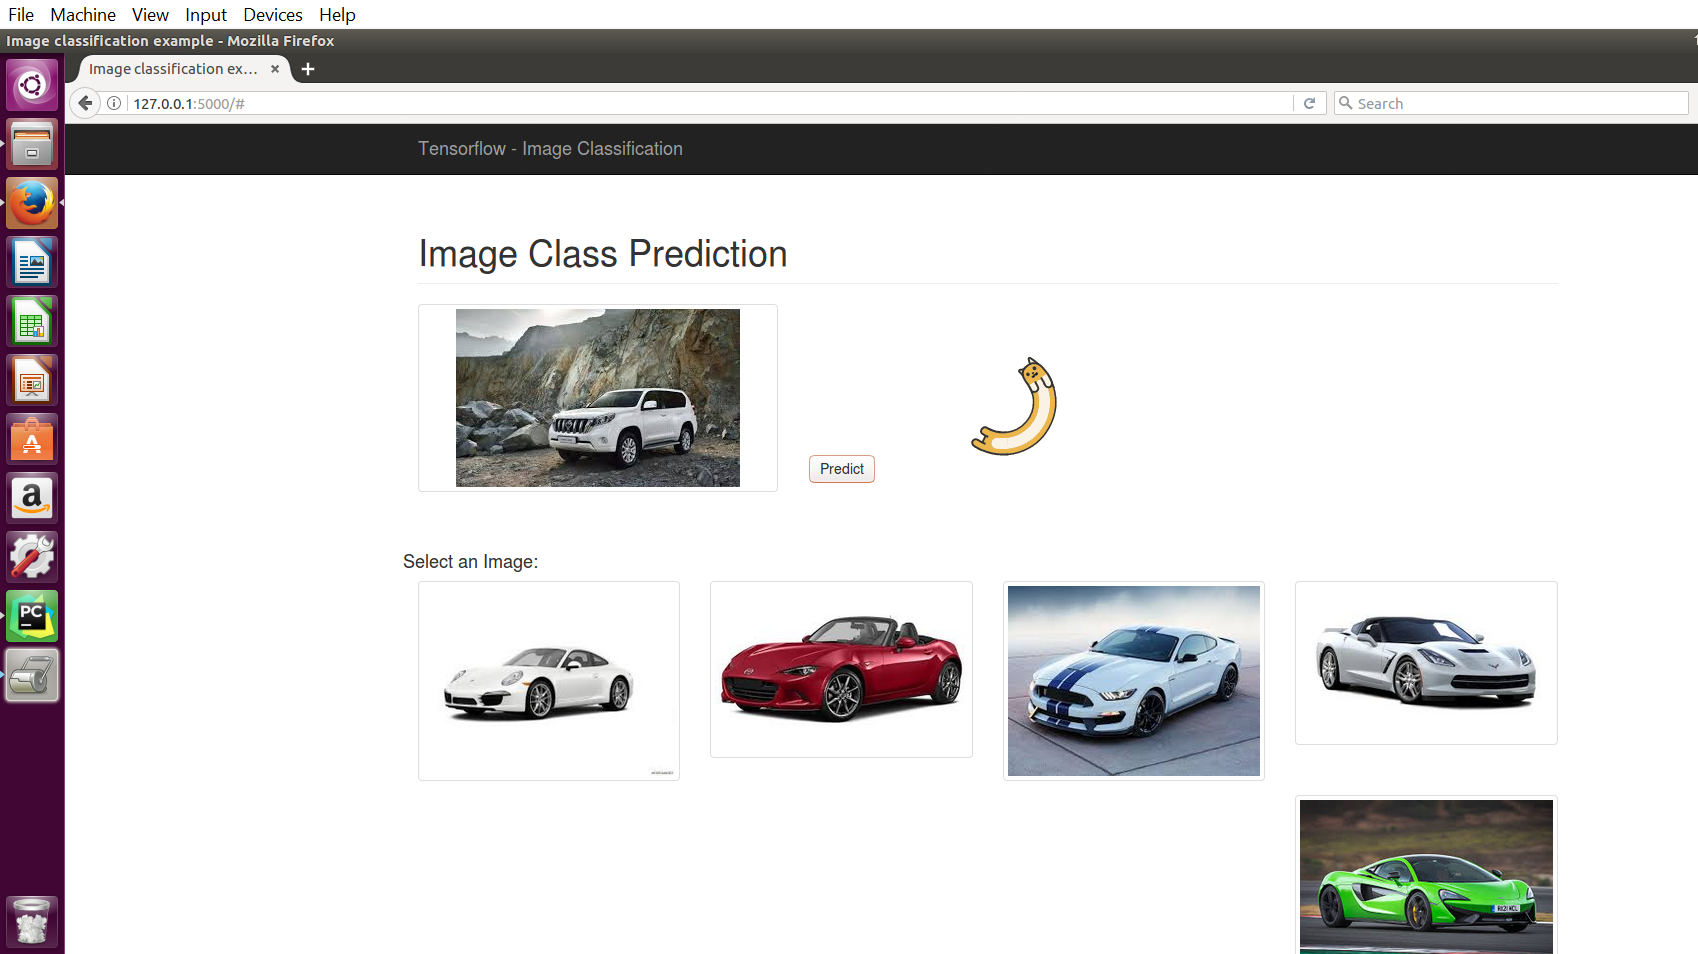 File Machine View Input Devices Help
Image classification example - Mozilla Firefox
Image classification ex...
127.0.0.1:5000/#
Search
Tensorflow - Image Classification
Image Class Prediction
Predict
Select an Image:
PC